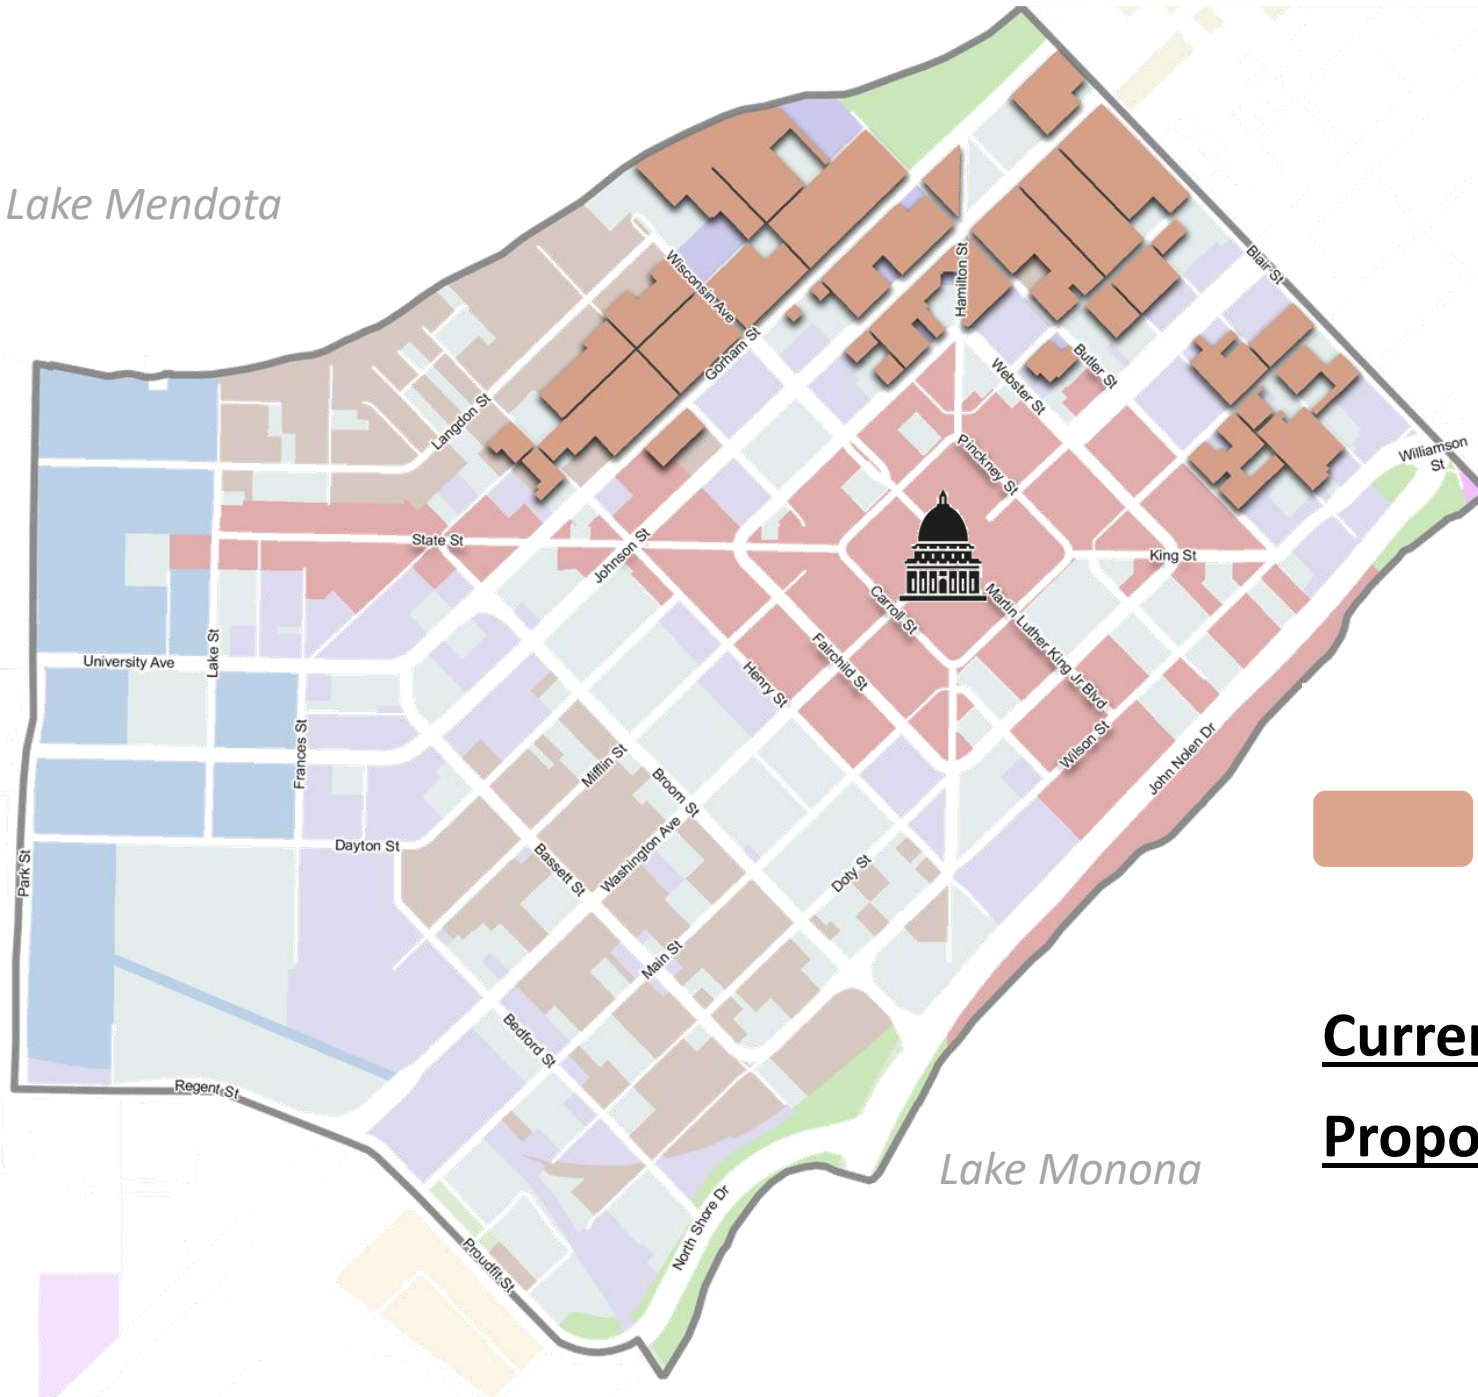 Lake Mendota
Wisconsin Ave
Hamilton St
Blair St
Gorham St
Butler St
Webster St
Langdon St
Williamson
St
Pinckney St
State St
Johnson St
King St
Carroll St
Martin Luther King Jr Blvd
Lake St
University Ave
Fairchild St
Henry St
Frances St
Mifflin St
Broom St
Wilson St
John Nolen Dr
Park St
Dayton St
Bassett St
Washington Ave
Doty St
Main St
Bedford St
Regent St
Curren
Propo
Lake Monona
North Shore Dr
Proudfit St